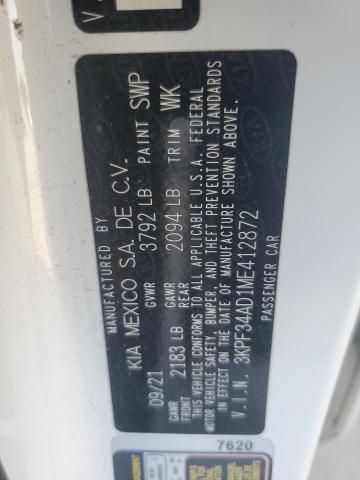 MANUFACTURED BY
KIA MEXICO S.A. DE C.V.
09/21 GVWR 3792 LB PAINT SWP
GAWR FRONT 2183 LB GAWR REAR 2094 LB TRIM WK
THIS VEHICLE CONFORMS TO ALL APPLICABLE U.S.A. FEDERAL
MOTOR VEHICLE SAFETY, BUMPER, AND THEFT PREVENTION STANDARDS
IN EFFECT ON THE DATE OF MANUFACTURE SHOWN ABOVE.
V.I.N. 3KPF34AD1ME412872
PASSENGER CAR
7620